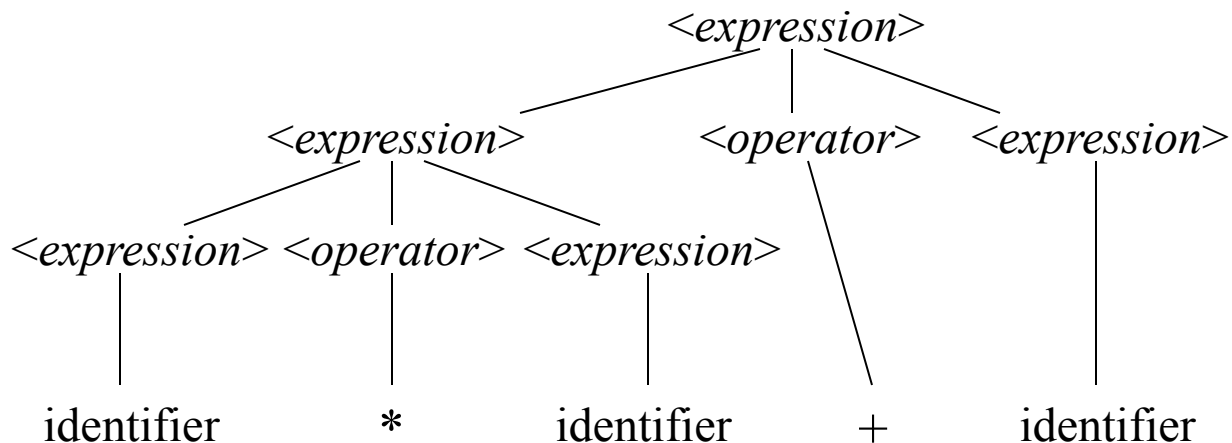 <expression>
<expression> <operator> <expression>
<expression> <operator> <expression>
identifier * identifier + identifier